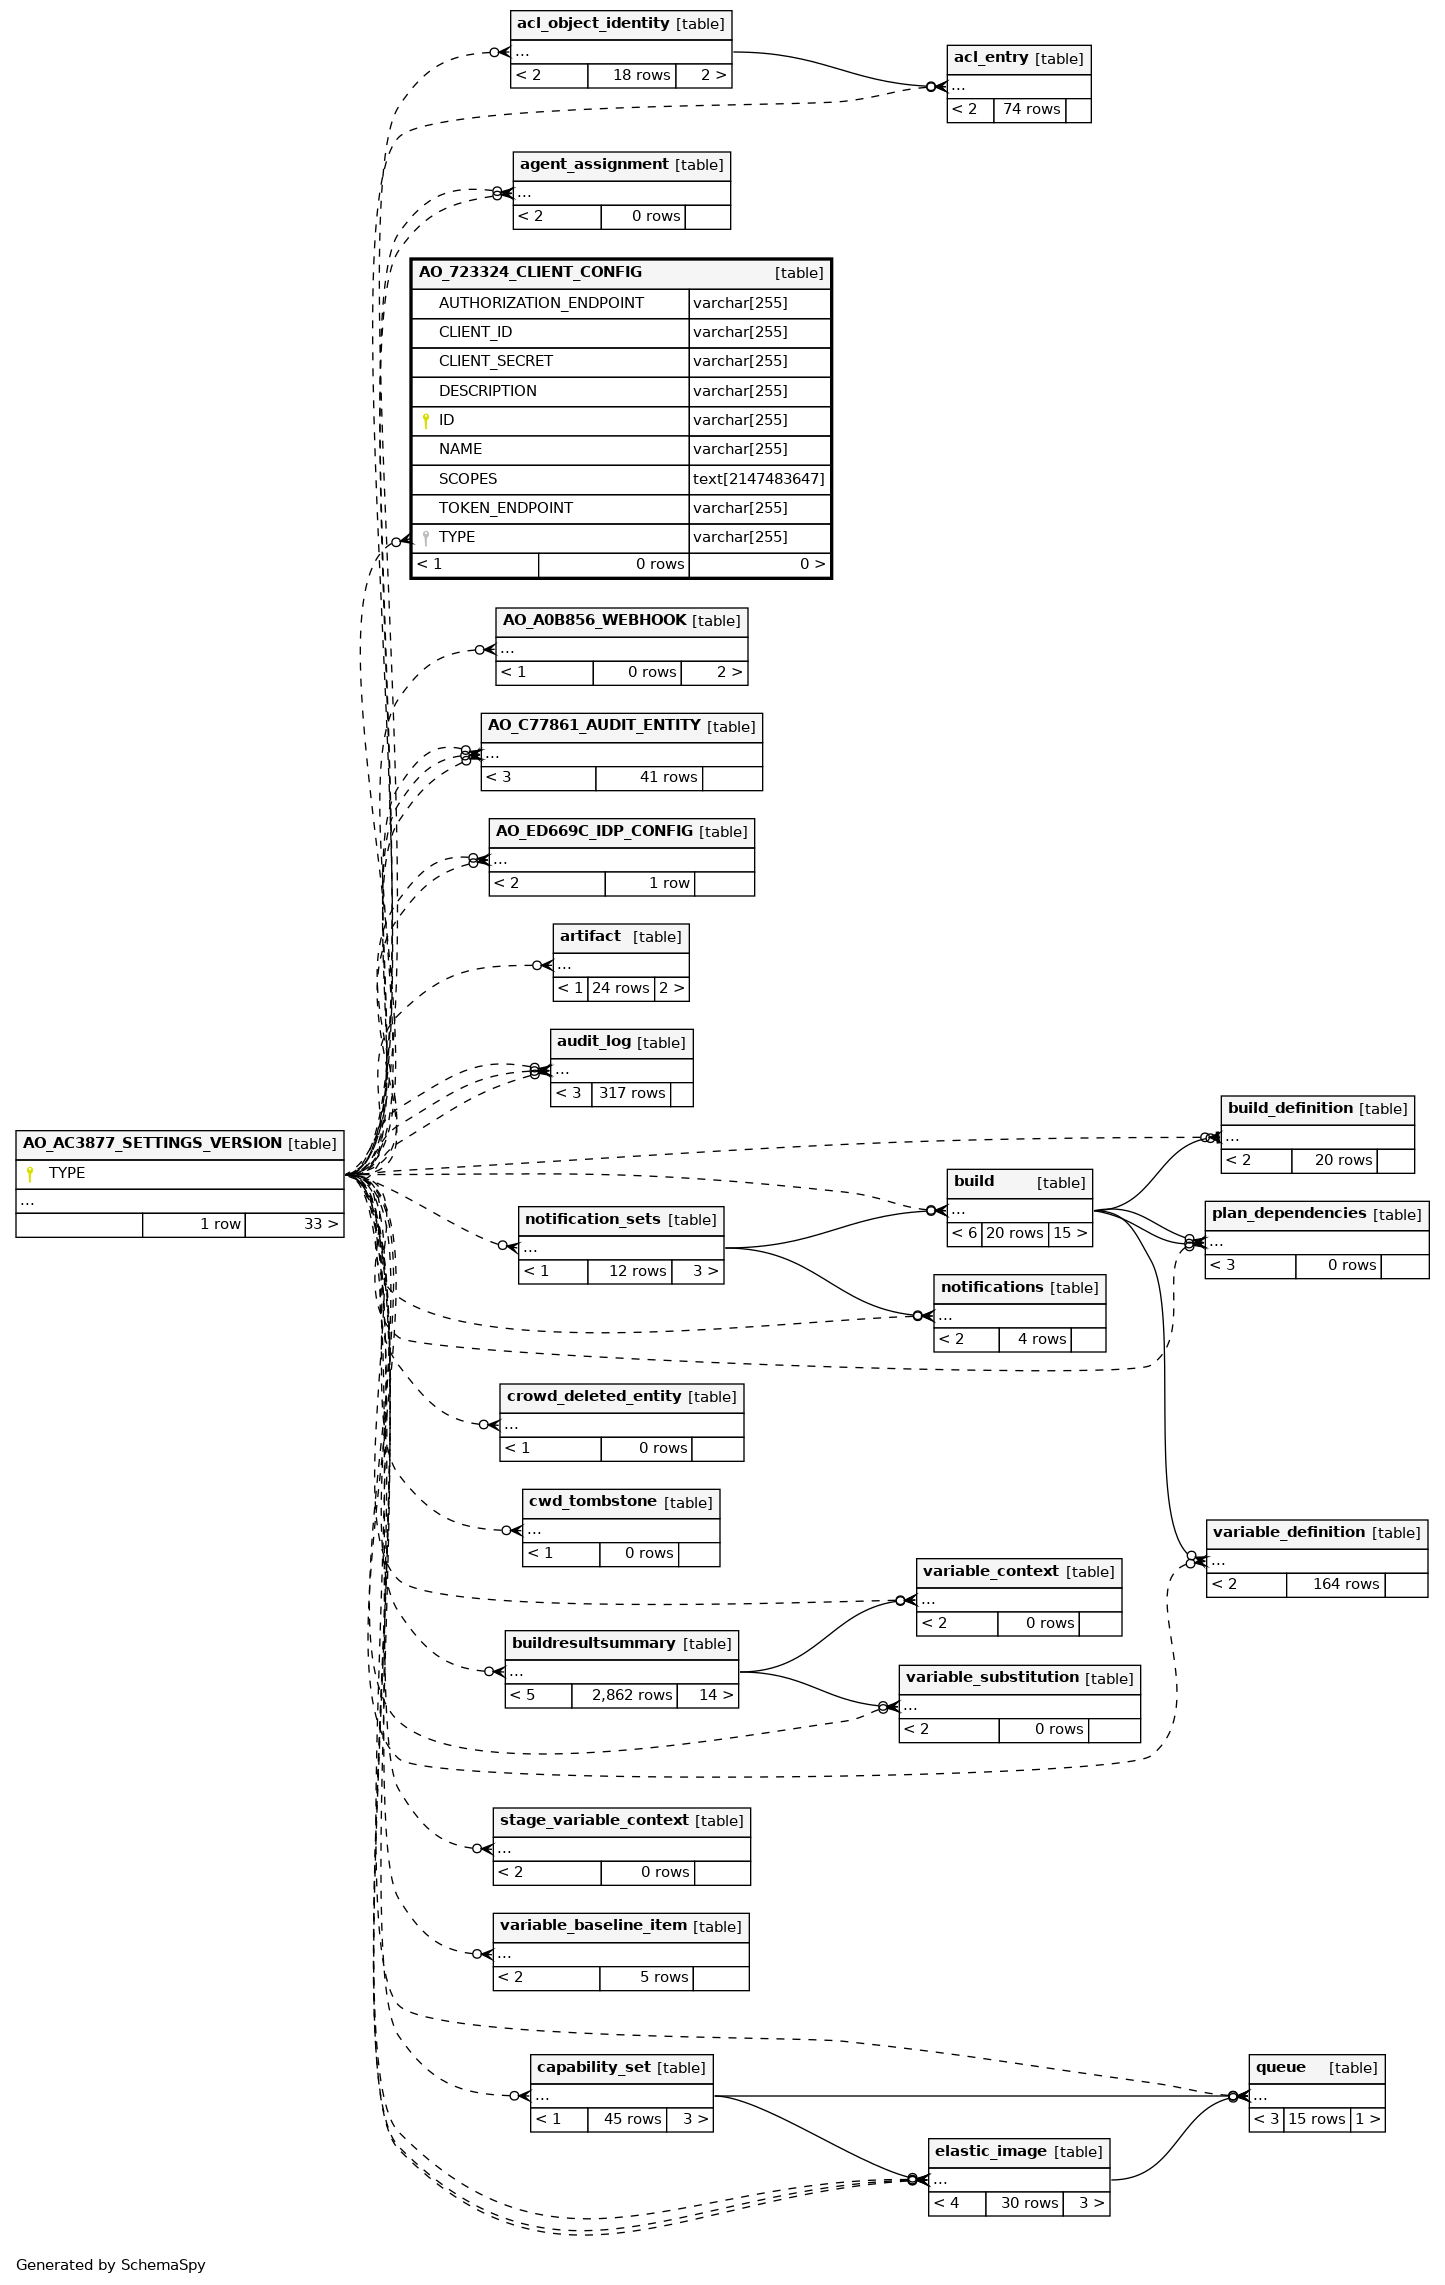 acl_object_identity [table]
...
< 2 18 rows 2 >
acl_entry [table]
...
< 2 74 rows
agent_assignment [table]
...
< 2 0 rows
AO_723324_CLIENT_CONFIG [table]
AUTHORIZATION_ENDPOINT varchar[255]
CLIENT_ID varchar[255]
CLIENT_SECRET varchar[255]
DESCRIPTION varchar[255]
ID varchar[255]
NAME varchar[255]
SCOPES text[2147483647]
TOKEN_ENDPOINT varchar[255]
TYPE varchar[255]
< 1 0 rows 0 >
AO_A0B856_WEBHOOK [table]
...
< 1 0 rows 2 >
AO_C77861_AUDIT_ENTITY [table]
...
< 3 41 rows
AO_ED669C_IDP_CONFIG [table]
...
< 2 1 row
artifact [table]
...
< 1 24 rows 2 >
audit_log [table]
...
< 3 317 rows
AO_AC3877_SETTINGS_VERSION [table]
TYPE
...
1 row 33 >
build_definition [table]
...
< 2 20 rows
build [table]
...
< 6 20 rows 15 >
plan_dependencies [table]
...
< 3 0 rows
notification_sets [table]
...
< 1 12 rows 3 >
notifications [table]
...
< 2 4 rows
crowd_deleted_entity [table]
...
< 1 0 rows
cwd_tombstone [table]
...
< 1 0 rows
variable_definition [table]
...
< 2 164 rows
variable_context [table]
...
< 2 0 rows
buildresultsummary [table]
...
< 5 2,862 rows 14 >
variable_substitution [table]
...
< 2 0 rows
stage_variable_context [table]
...
< 2 0 rows
variable_baseline_item [table]
...
< 2 5 rows
capability_set [table]
...
< 1 45 rows 3 >
queue [table]
...
< 3 15 rows 1 >
elastic_image [table]
...
< 4 30 rows 3 >
Generated by SchemaSpy